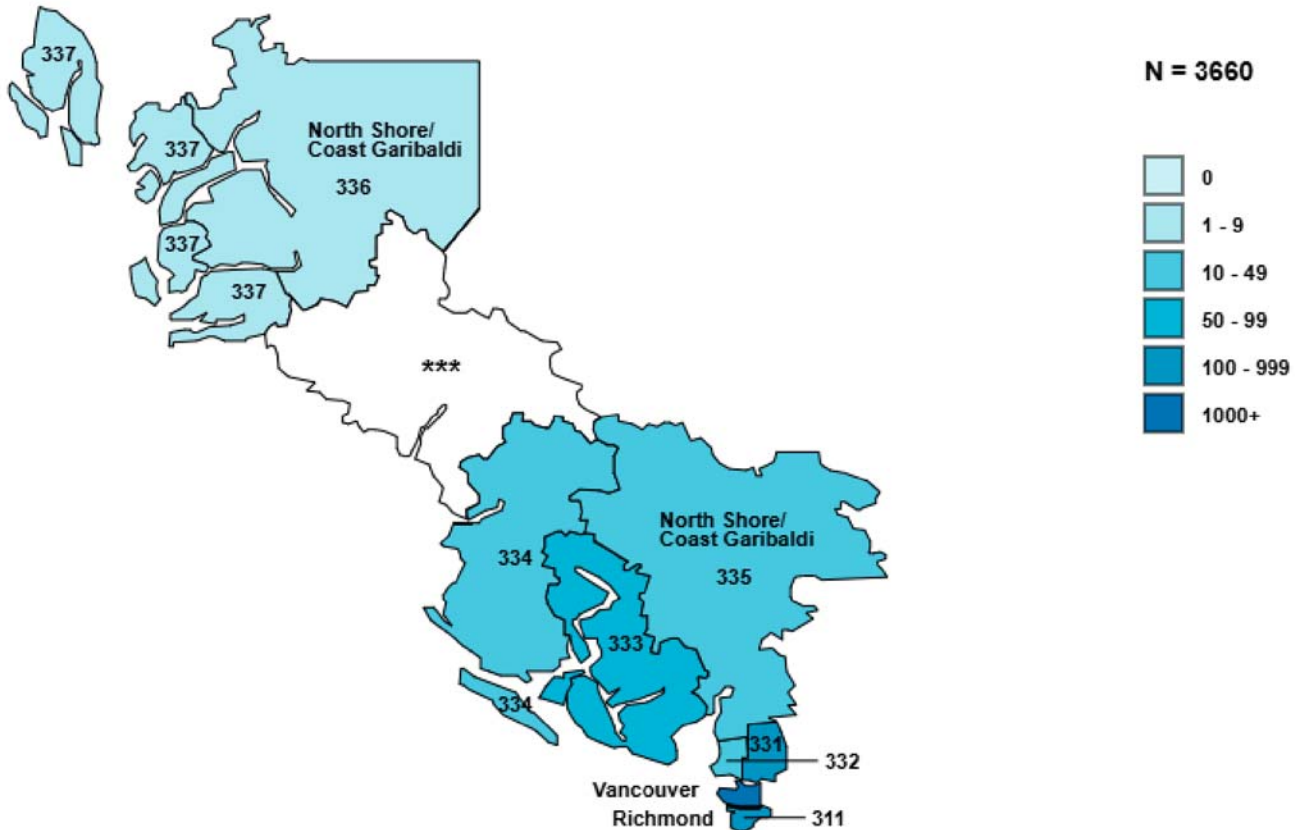 337
N = 3660
North Shore/
Coast Garibaldi
336
337
337
337
0
1 - 9
10 - 49
50 - 99
100 - 999
1000+
***
North Shore/
Coast Garibaldi
335
334
333
334
331
332
Vancouver
Richmond
311